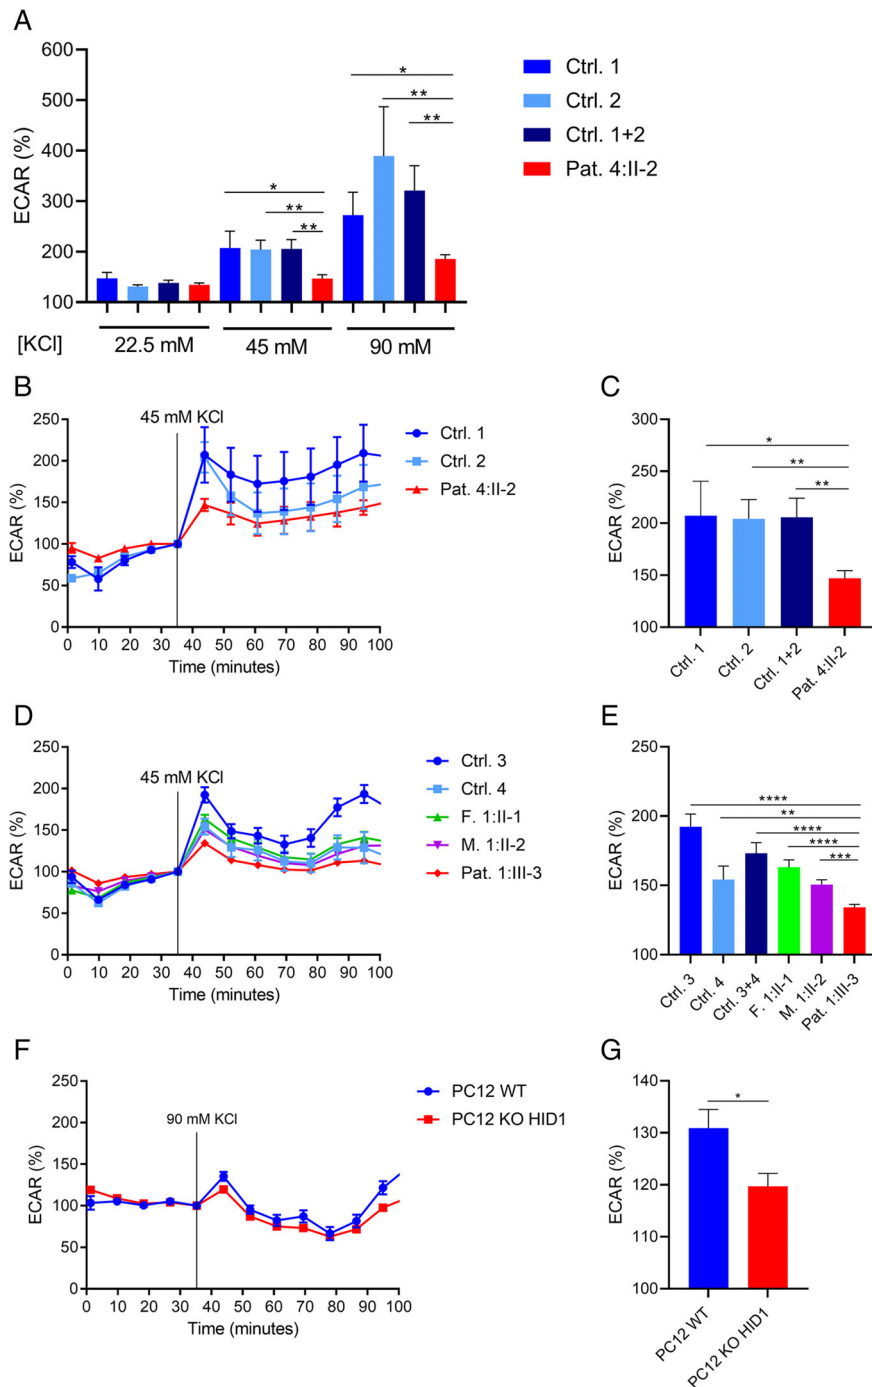 A
600
500
400
300
200
100
ECAR (%)
* ** **
* ** **
Ctrl. 1
Ctrl. 2
Ctrl. 1+2
Pat. 4:II-2
[KCl] 22.5 mM 45 mM 90 mM
B
45 mM KCl
250
200
150
100
50
0
ECAR (%)
0 10 20 30 40 50 60 70 80 90 100
Time (minutes)
Ctrl. 1
Ctrl. 2
Pat. 4:II-2
C
300
250
200
150
100
ECAR (%)
*
**
**
Ctrl. 1 Ctrl. 2 Ctrl. 1+2 Pat. 4:II-2
D
45 mM KCl
250
200
150
100
50
0
ECAR (%)
0 10 20 30 40 50 60 70 80 90 100
Time (minutes)
Ctrl. 3
Ctrl. 4
F. 1:II-1
M. 1:II-2
Pat. 1:III-3
E
250
200
150
100
ECAR (%)
****
**
****
****
***
Ctrl. 3 Ctrl. 4 Ctrl. 3+4 F. 1:II-1 M. 1:II-2 Pat. 1:III-3
F
90 mM KCl
250
200
150
100
50
0
ECAR (%)
0 10 20 30 40 50 60 70 80 90 100
Time (minutes)
PC12 WT
PC12 KO HID1
G
140
130
120
110
100
ECAR (%)
*
PC12 WT PC12 KO HID1